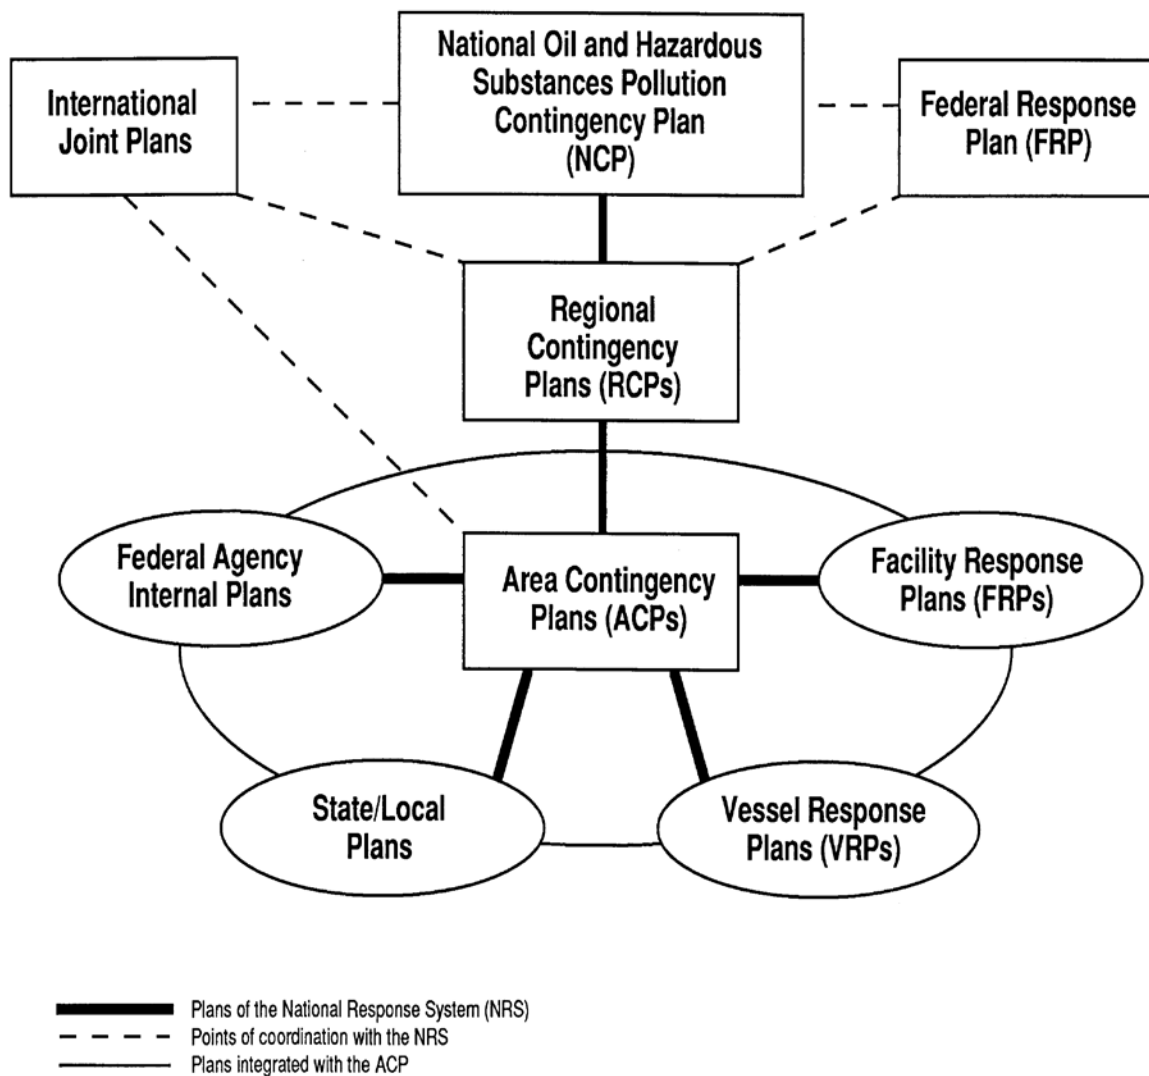 National Oil and Hazardous
Substances Pollution
Contingency Plan
(NCP)
International
Joint Plans
Federal Response
Plan (FRP)
Regional
Contingency
Plans (RCPs)
Federal Agency
Internal Plans
Area Contingency
Plans (ACPs)
Facility Response
Plans (FRPs)
State/Local
Plans
Vessel Response
Plans (VRPs)
Plans of the National Response System (NRS)
Points of coordination with the NRS
Plans integrated with the ACP